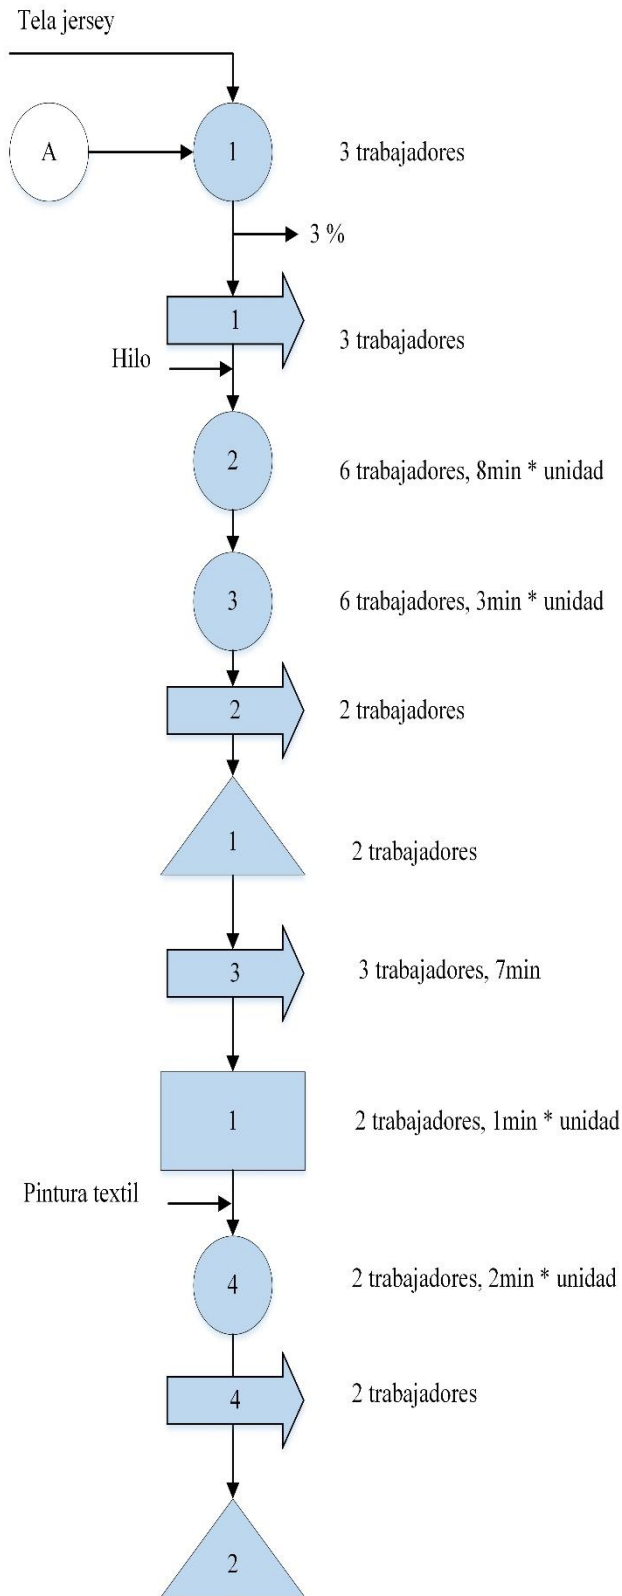 Tela jersey
A
1
3 trabajadores
3 %
1
3 trabajadores
Hilo
2
6 trabajadores, 8min * unidad
3
6 trabajadores, 3min * unidad
2
2 trabajadores
1
2 trabajadores
3
3 trabajadores, 7min
1
2 trabajadores, 1min * unidad
Pintura textil
4
2 trabajadores, 2min * unidad
4
2 trabajadores
2